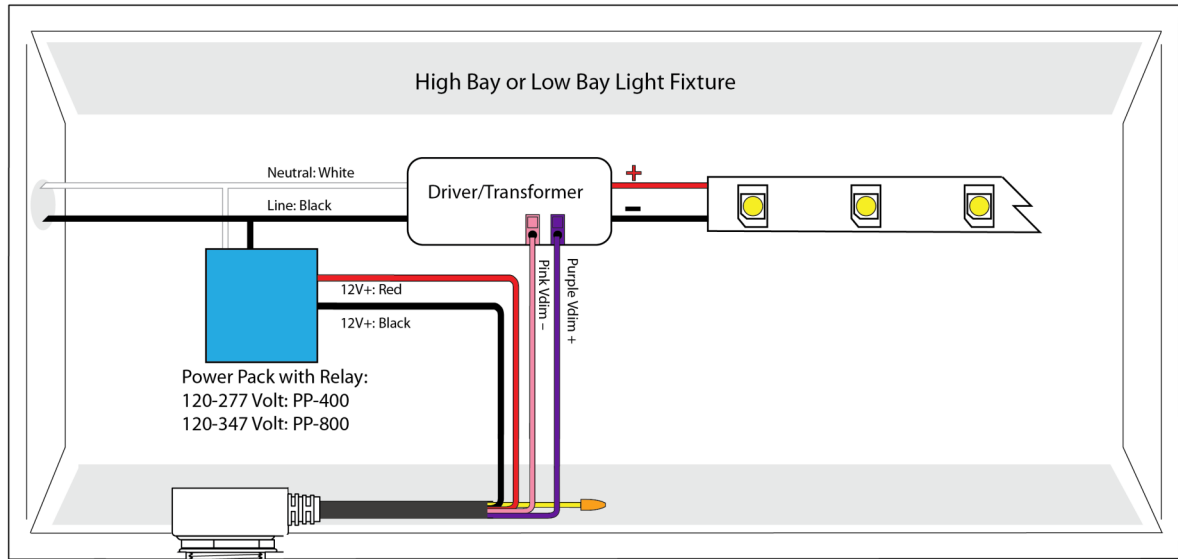 High Bay or Low Bay Light Fixture
Neutral: White
Driver/Transformer
+
Line: Black
-
Pink Vdim –
Purple Vdim +
12V+: Red
12V+: Black
Power Pack with Relay:
120-277 Volt: PP-400
120-347 Volt: PP-800